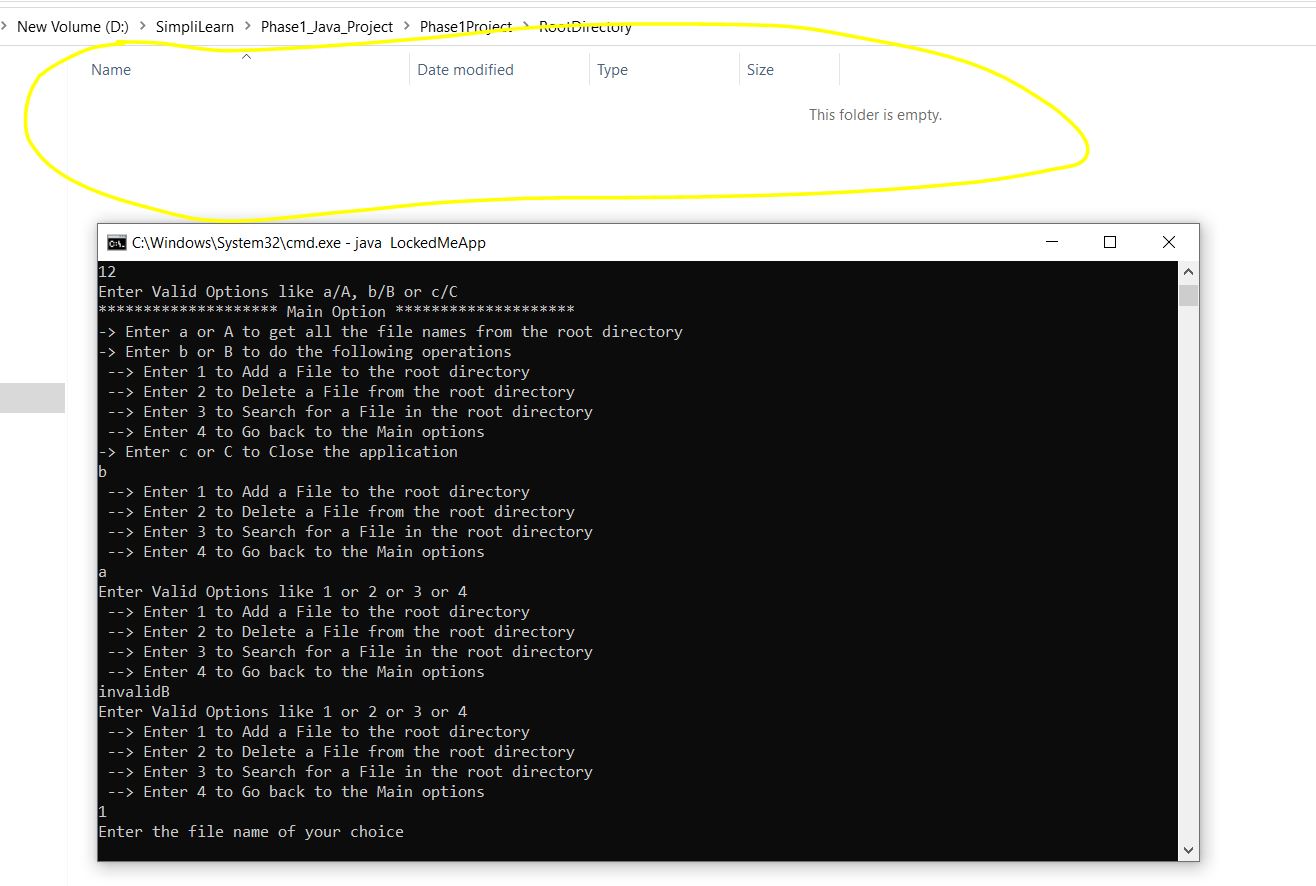 New Volume (D:) > SimpliLearn > Phase1_Java_Project > Phase1Project > RootDirectory
Name Date modified Type Size
This folder is empty.
C:\Windows\System32\cmd.exe - java  LockedMeApp
12
Enter Valid Options like a/A, b/B or c/C
******************** Main Option ********************
-> Enter a or A to get all the file names from the root directory
-> Enter b or B to do the following operations
 --> Enter 1 to Add a File to the root directory
 --> Enter 2 to Delete a File from the root directory
 --> Enter 3 to Search for a File in the root directory
 --> Enter 4 to Go back to the Main options
-> Enter c or C to Close the application
b
 --> Enter 1 to Add a File to the root directory
 --> Enter 2 to Delete a File from the root directory
 --> Enter 3 to Search for a File in the root directory
 --> Enter 4 to Go back to the Main options
a
Enter Valid Options like 1 or 2 or 3 or 4
 --> Enter 1 to Add a File to the root directory
 --> Enter 2 to Delete a File from the root directory
 --> Enter 3 to Search for a File in the root directory
 --> Enter 4 to Go back to the Main options
invalidB
Enter Valid Options like 1 or 2 or 3 or 4
 --> Enter 1 to Add a File to the root directory
 --> Enter 2 to Delete a File from the root directory
 --> Enter 3 to Search for a File in the root directory
 --> Enter 4 to Go back to the Main options
1
Enter the file name of your choice